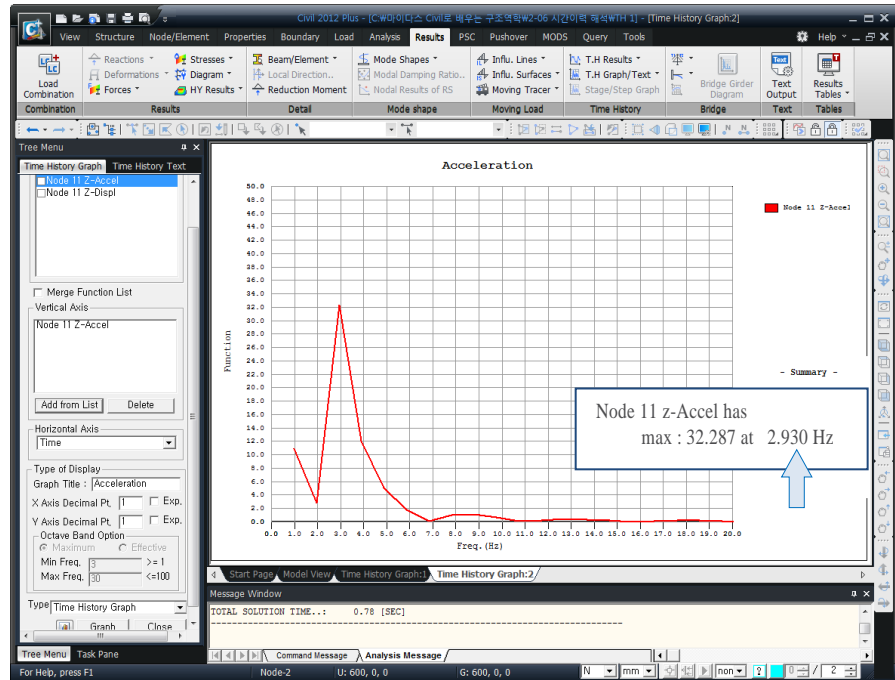 Civil 2012 Plus - [C:₩마이다스 Civil로 배우는 구조역학₩2-06 시간이력 해석₩TH 1] - [Time History Graph:2]
View Structure Node/Element Properties Boundary Load Analysis Results PSC Pushover MODS Query Tools Help
Load Combination
Reactions
Deformations
Forces
Stresses
Diagram
HY Results
Beam/Element
Local Direction..
Reduction Moment
Mode Shapes
Modal Damping Ratio..
Nodal Results of RS
Influ. Lines
Influ. Surfaces
Moving Tracer
T.H Results
T.H Graph/Text
Stage/Step Graph
Bridge Girder Diagram
Text Output
Results Tables
Combination Results Detail Mode shape Moving Load Time History Bridge Text Tables
Tree Menu
Time History Graph Time History Text
Node 11 Z-Accel
Node 11 Z-Displ
Merge Function List
Vertical Axis
Node 11 Z-Accel
Add from List Delete
Horizontal Axis
Time
Type of Display
Graph Title : Acceleration
X Axis Decimal Pt. 1 Exp.
Y Axis Decimal Pt. 1 Exp.
Octave Band Option
Maximum Effective
Min Freq. 3 >= 1
Max Freq. 30 <=100
Type Time History Graph
Graph Close
Tree Menu Task Pane
Acceleration
50.0
48.0
46.0
44.0
42.0
40.0
38.0
36.0
34.0
32.0
30.0
28.0
26.0
24.0
22.0
20.0
18.0
16.0
14.0
12.0
10.0
8.0
6.0
4.0
2.0
0.0
Function
0.0 1.0 2.0 3.0 4.0 5.0 6.0 7.0 8.0 9.0 10.0 11.0 12.0 13.0 14.0 15.0 16.0 17.0 18.0 19.0 20.0
Freq.(Hz)
Node 11 Z-Accel
- Summary -
Node 11 z-Accel has
max : 32.287 at 2.930 Hz
Start Page Model View Time History Graph:1 Time History Graph:2
Message Window
TOTAL SOLUTION TIME..: 0.78 [SEC]
Command Message Analysis Message
For Help, press F1 Node-2 U: 600, 0, 0 G: 600, 0, 0 N mm non ? 0 / 2